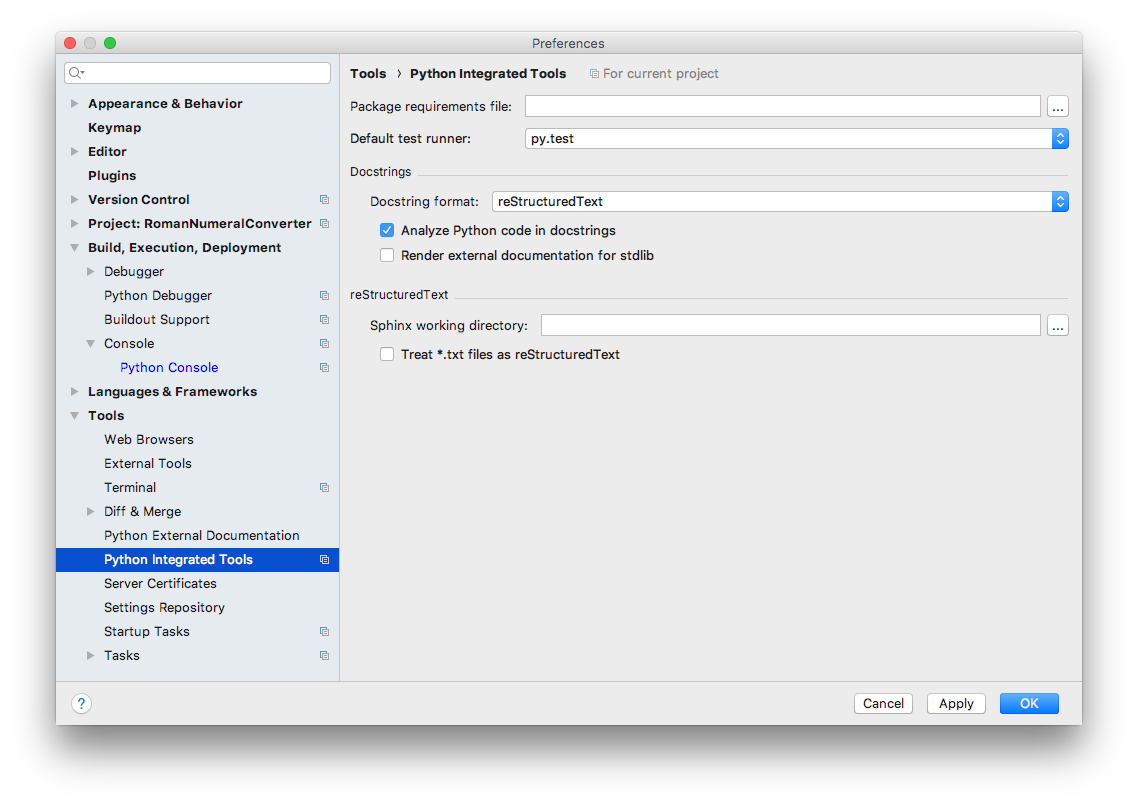 Preferences
Appearance & Behavior
Keymap
Editor
Plugins
Version Control
Project: RomanNumeralConverter
Build, Execution, Deployment
Debugger
Python Debugger
Buildout Support
Console
Python Console
Languages & Frameworks
Tools
Web Browsers
External Tools
Terminal
Diff & Merge
Python External Documentation
Python Integrated Tools
Server Certificates
Settings Repository
Startup Tasks
Tasks
Tools › Python Integrated Tools For current project
Package requirements file: ...
Default test runner: py.test
Docstrings
Docstring format: reStructuredText
Analyze Python code in docstrings
Render external documentation for stdlib
reStructuredText
Sphinx working directory: ...
Treat *.txt files as reStructuredText
? Cancel Apply OK